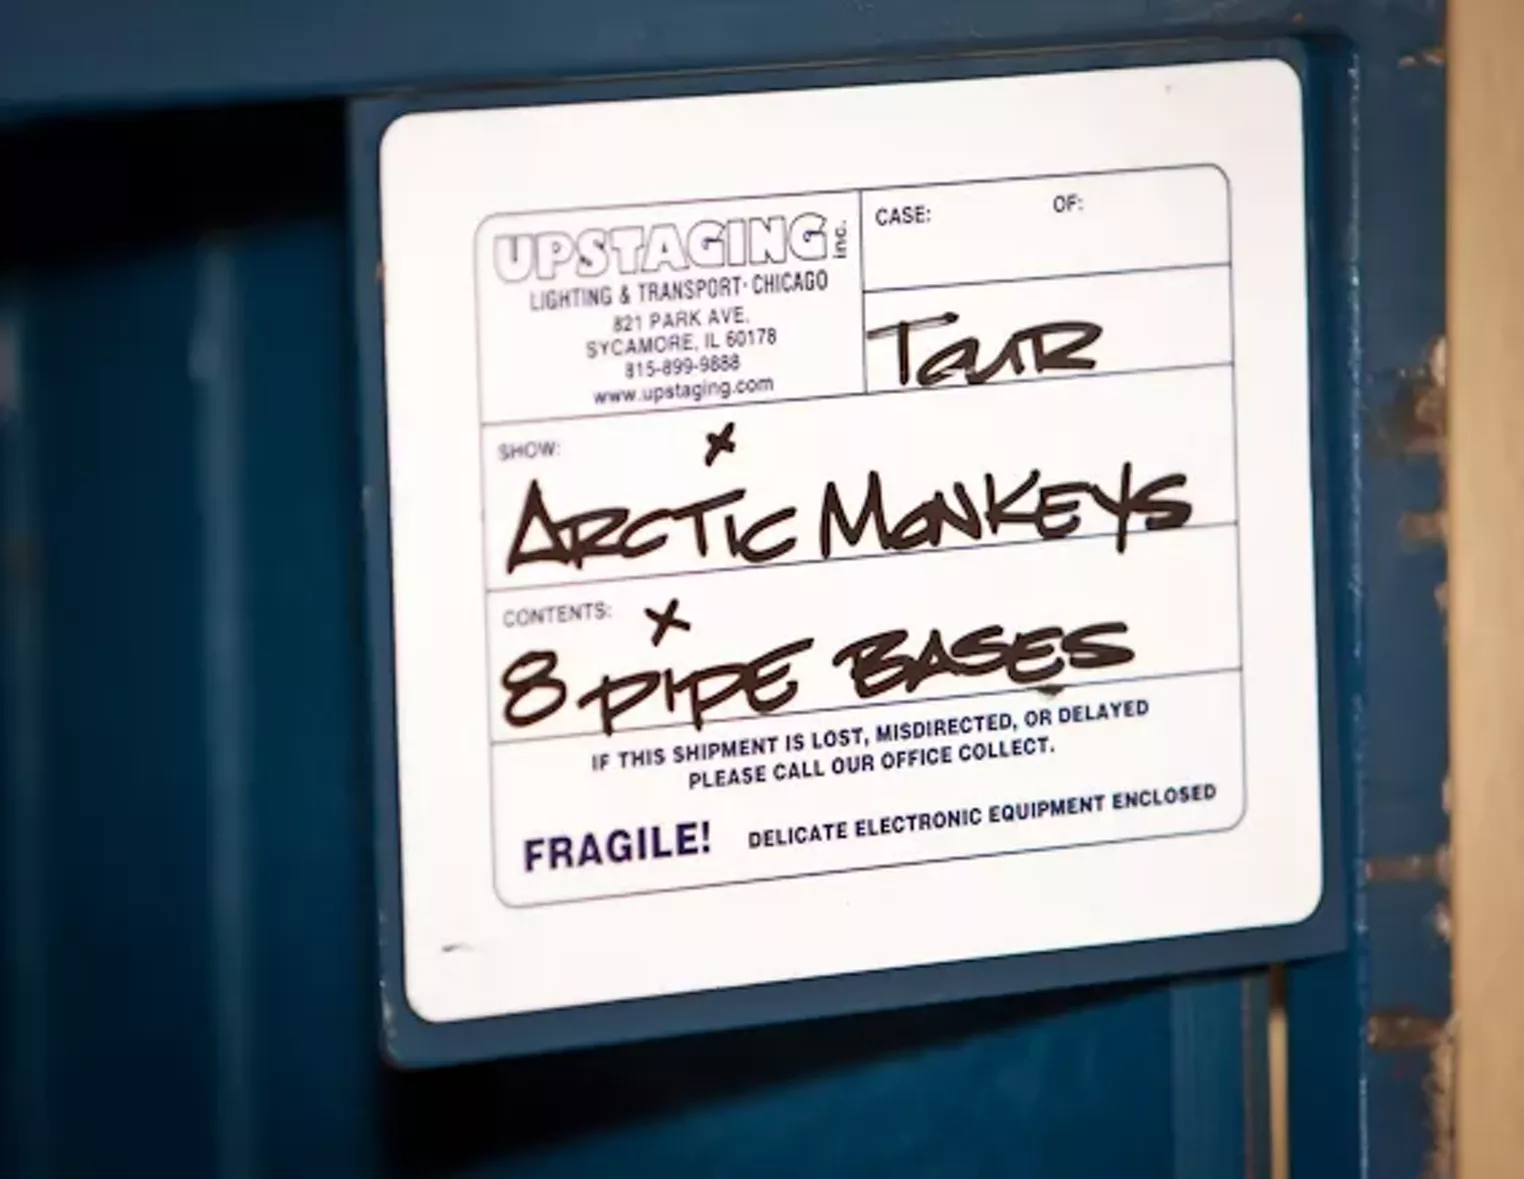 UPSTAGING inc.
LIGHTING & TRANSPORT · CHICAGO
821 PARK AVE.
SYCAMORE, IL 60178
815-899-9888
www.upstaging.com
CASE: OF:
TOUR
SHOW: x
ARCTIC MONKEYS
CONTENTS: x
8 PIPE BASES
IF THIS SHIPMENT IS LOST, MISDIRECTED, OR DELAYED
PLEASE CALL OUR OFFICE COLLECT.
FRAGILE! DELICATE ELECTRONIC EQUIPMENT ENCLOSED